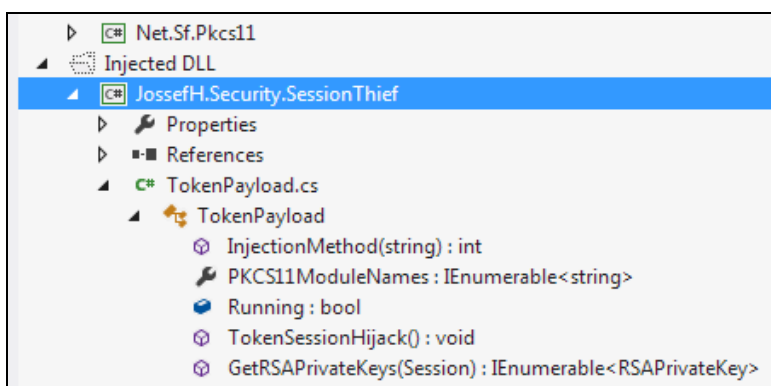 C# Net.Sf.Pkcs11
Injected DLL
C# JossefH.Security.SessionThief
Properties
References
C# TokenPayload.cs
TokenPayload
InjectionMethod(string) : int
PKCS11ModuleNames : IEnumerable<string>
Running : bool
TokenSessionHijack() : void
GetRSAPrivateKeys(Session) : IEnumerable<RSAPrivateKey>